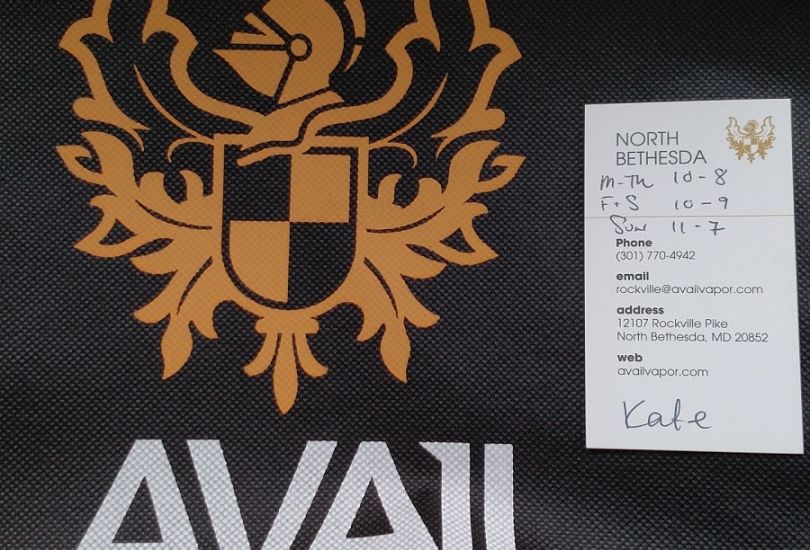 AVAIL
NORTH
BETHESDA
M-Th 10-8
F+S 10-9
Sun 11-7
Phone
(301) 770-4942
email
rockville@availvapor.com
address
12107 Rockville Pike
North Bethesda, MD 20852
web
availvapor.com
Kate